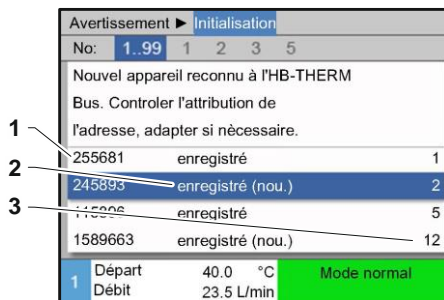 Avertissement ► Initialisation
No: 1..99 1 2 3 5
Nouvel appareil reconnu à l'HB-THERM
Bus. Controler l'attribution de
l'adresse, adapter si nècessaire.
1
255681 enregistré 1
2
245893 enregistré (nou.) 2
3
enregistré 5
1589663 enregistré (nou.) 12
1 Départ 40.0 °C Mode normal
Débit 23.5 L/min